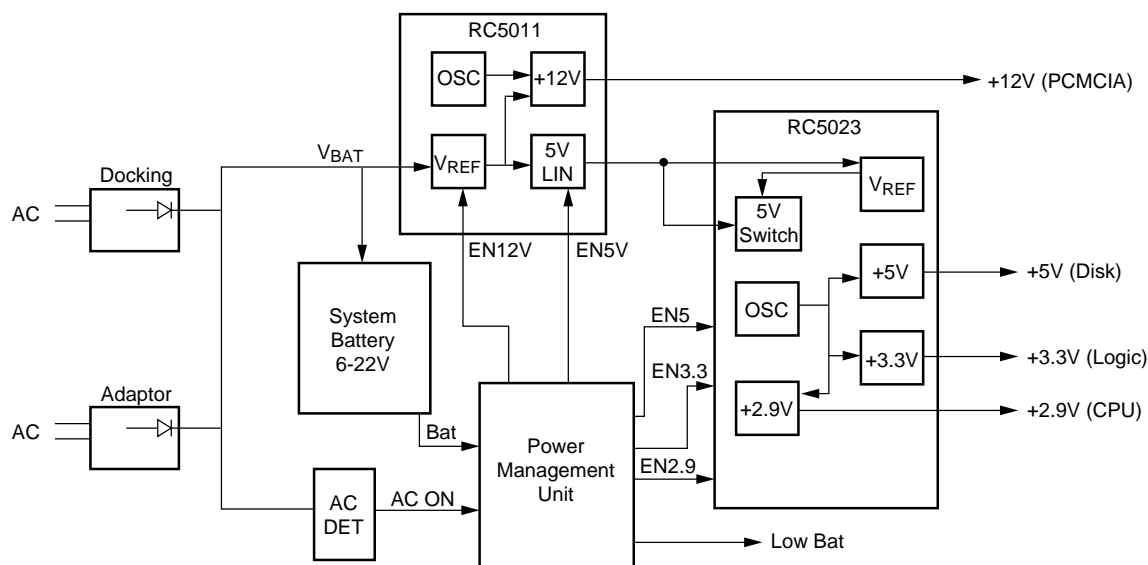 RC5011
OSC
+12V
+12V (PCMCIA)
RC5023
VBAT
VREF
5V
LIN
VREF
Docking
AC
5V
Switch
EN12V
EN5V
+5V
+5V (Disk)
System
Battery
6-22V
OSC
EN5
+3.3V
+3.3V (Logic)
EN3.3
Adaptor
AC
+2.9V
+2.9V (CPU)
Bat
Power
Management
Unit
EN2.9
AC
DET
AC ON
Low Bat